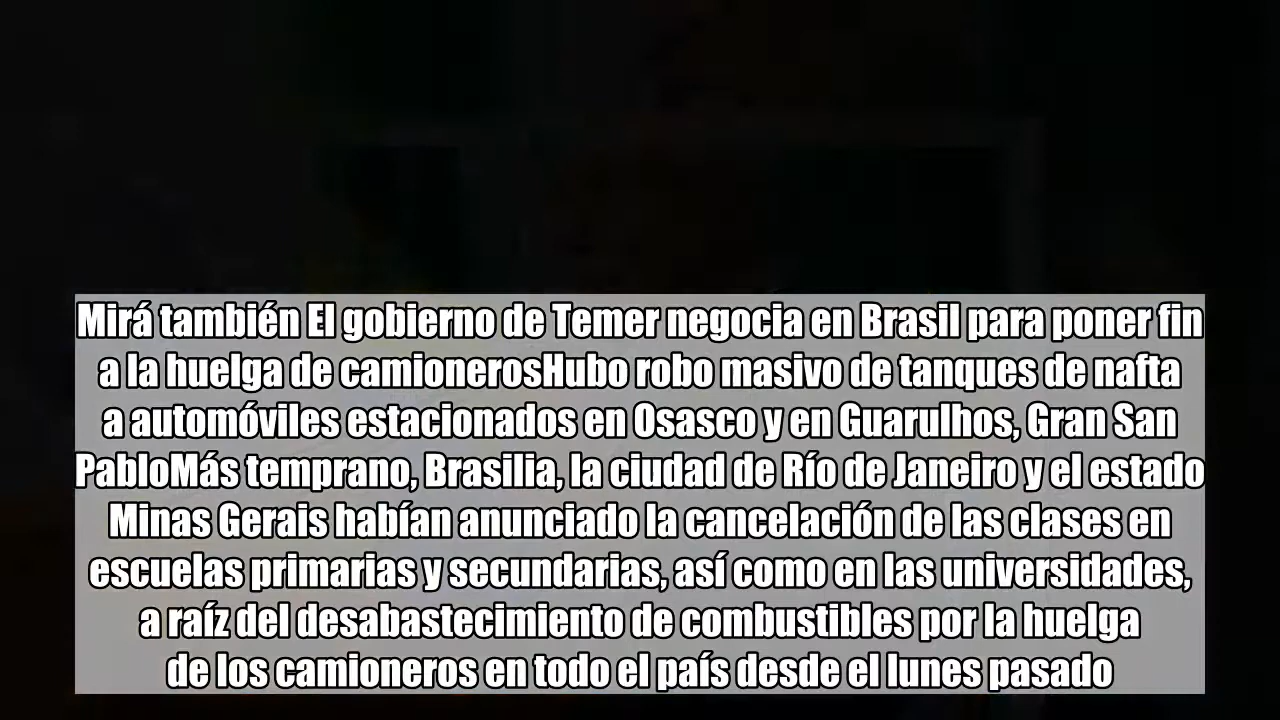 Mirá también El gobierno de Temer negocia en Brasil para poner fin
a la huelga de camionerosHubo robo masivo de tanques de nafta
a automóviles estacionados en Osasco y en Guarulhos, Gran San
PabloMás temprano, Brasilia, la ciudad de Río de Janeiro y el estado
Minas Gerais habían anunciado la cancelación de las clases en
escuelas primarias y secundarias, así como en las universidades,
a raíz del desabastecimiento de combustibles por la huelga
de los camioneros en todo el país desde el lunes pasado